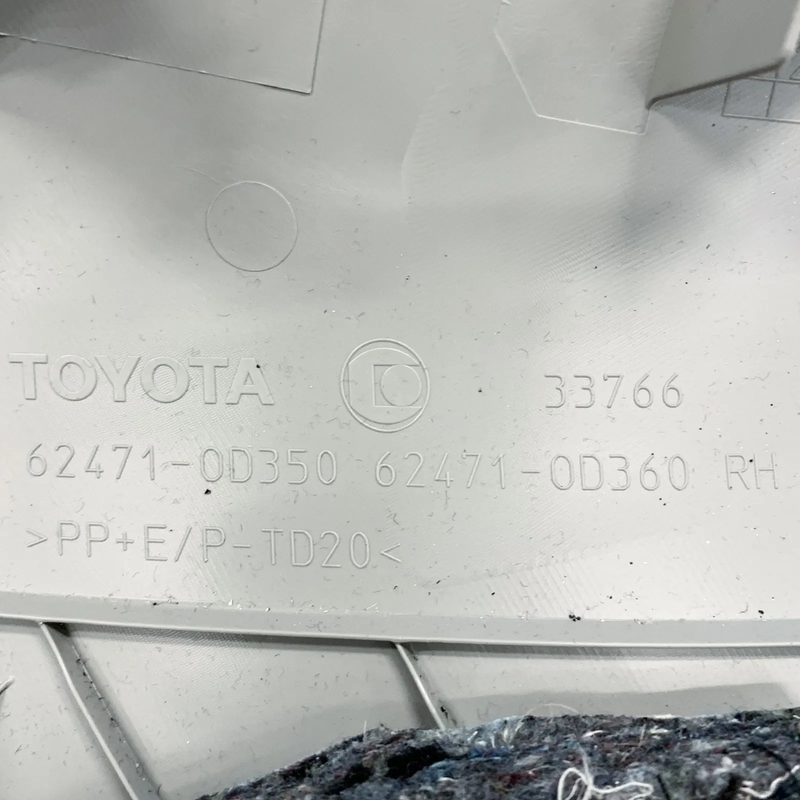 TOYOTA 33766
62471-0D350 62471-0D360 RH
>PP+E/P-TD20<